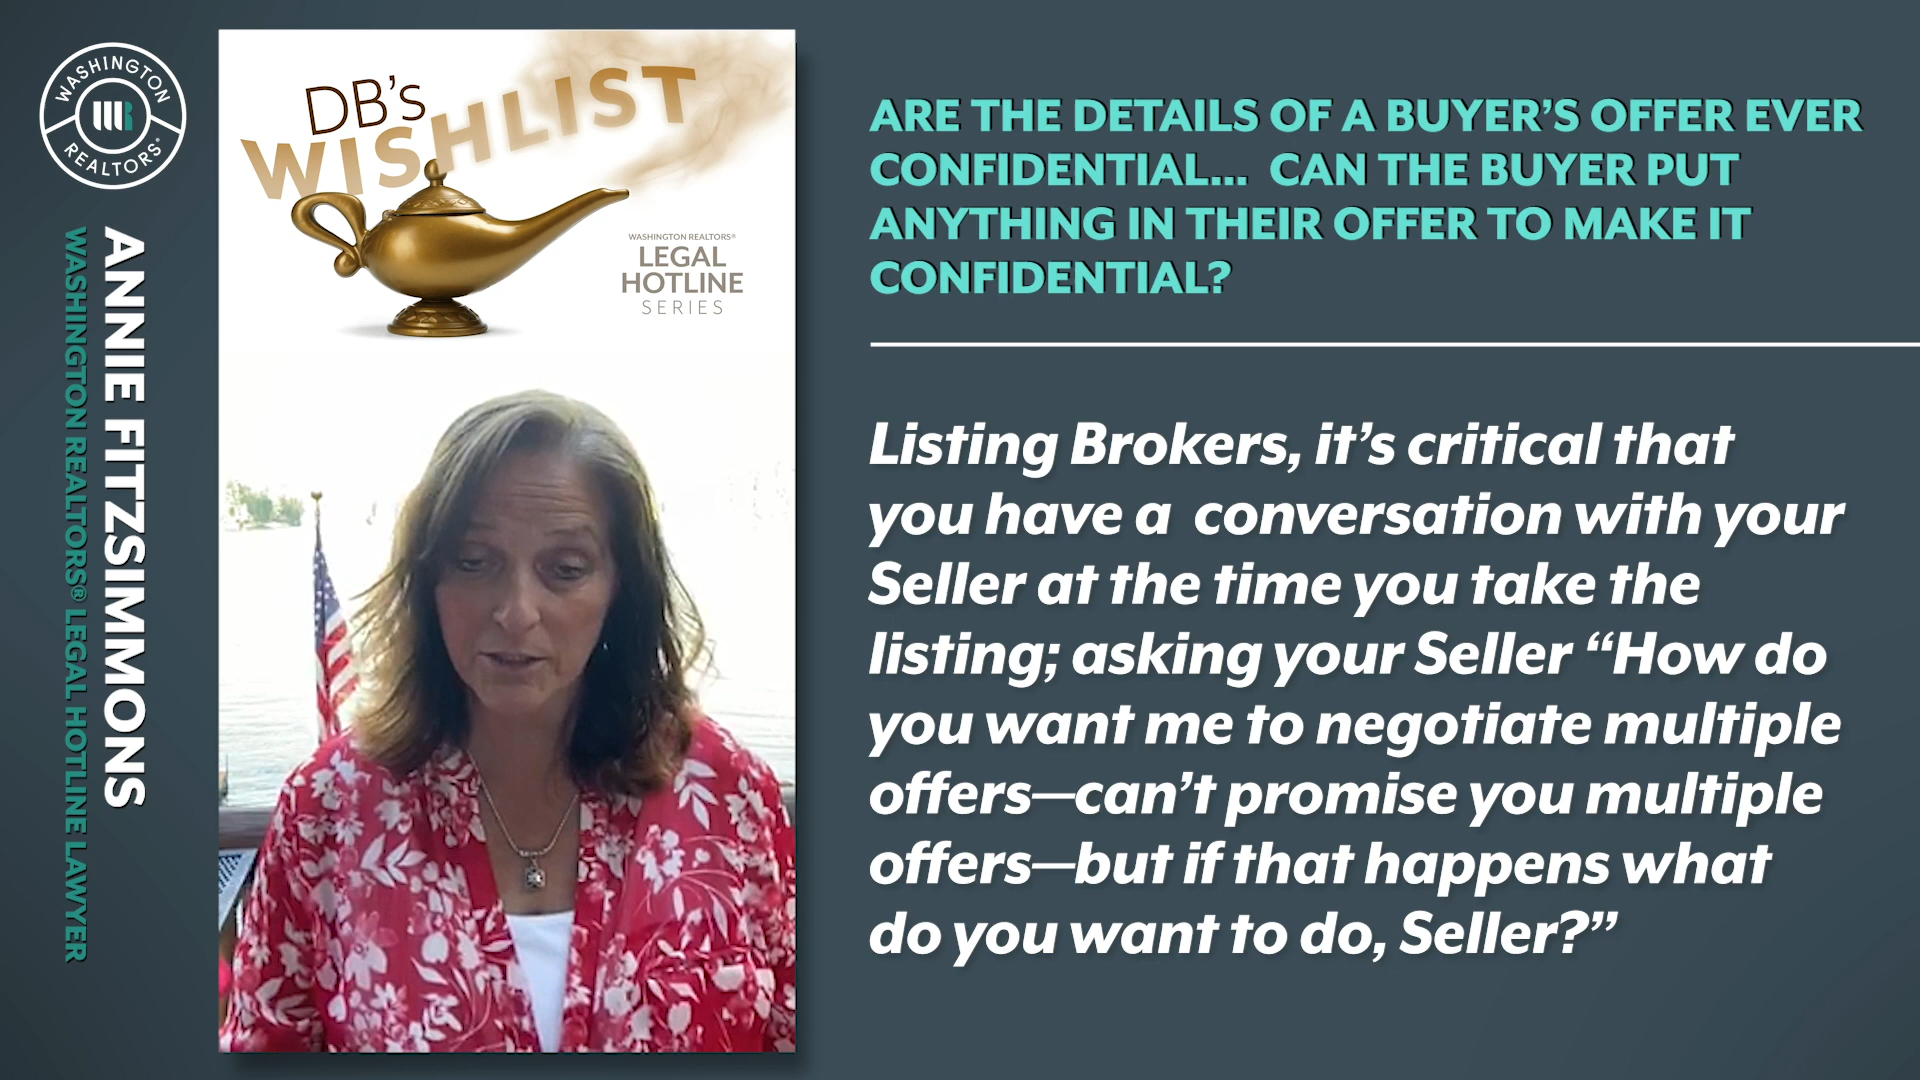 WASHINGTON
REALTORS®
ANNIE FITZSIMMONS
WASHINGTON REALTORS® LEGAL HOTLINE LAWYER
DB’s
WISHLIST
WASHINGTON REALTORS®
LEGAL
HOTLINE
SERIES
ARE THE DETAILS OF A BUYER’S OFFER EVER
CONFIDENTIAL... CAN THE BUYER PUT
ANYTHING IN THEIR OFFER TO MAKE IT
CONFIDENTIAL?
Listing Brokers, it’s critical that
you have a conversation with your
Seller at the time you take the
listing; asking your Seller “How do
you want me to negotiate multiple
offers—can’t promise you multiple
offers—but if that happens what
do you want to do, Seller?”